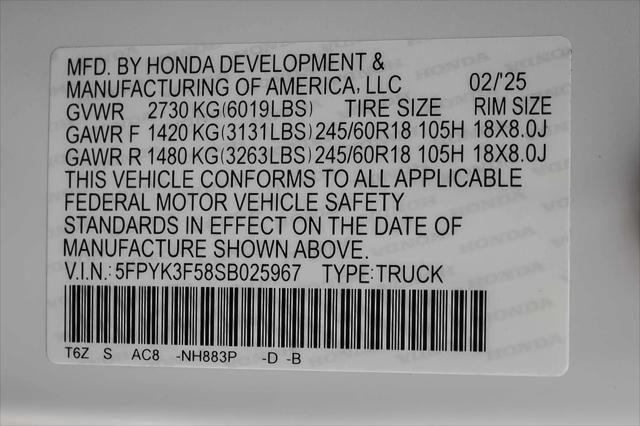 MFD. BY HONDA DEVELOPMENT &
MANUFACTURING OF AMERICA, LLC 02/'25
GVWR 2730 KG(6019LBS) TIRE SIZE RIM SIZE
GAWR F 1420 KG(3131LBS) 245/60R18 105H 18X8.0J
GAWR R 1480 KG(3263LBS) 245/60R18 105H 18X8.0J
THIS VEHICLE CONFORMS TO ALL APPLICABLE
FEDERAL MOTOR VEHICLE SAFETY
STANDARDS IN EFFECT ON THE DATE OF
MANUFACTURE SHOWN ABOVE.
V.I.N.: 5FPYK3F58SB025967 TYPE:TRUCK
T6Z S AC8 -NH883P -D -B